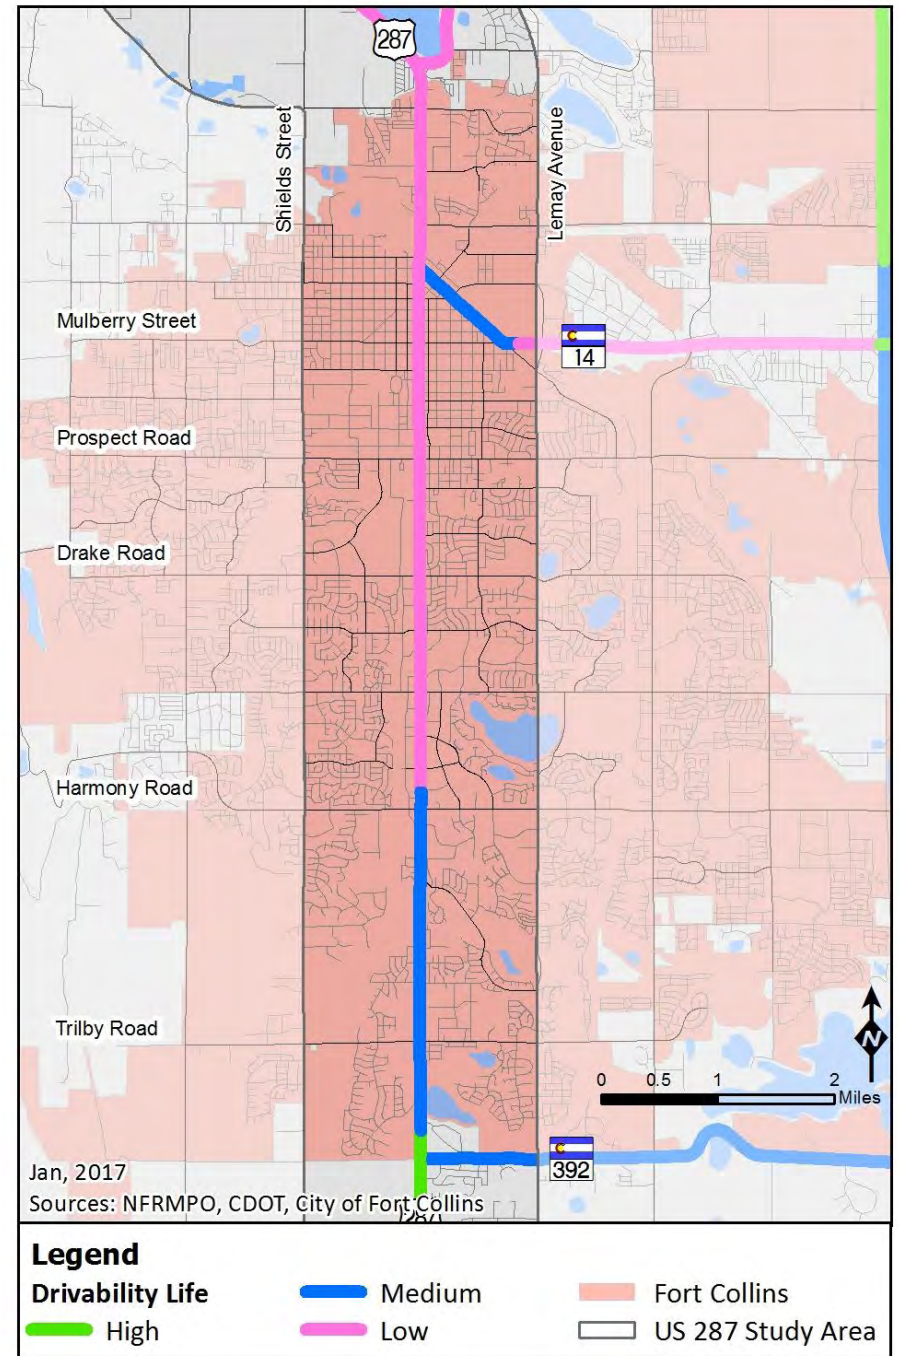 287
Shields Street
Lemay Avenue
Mulberry Street
14
Prospect Road
Drake Road
Harmony Road
Trilby Road
N
0 0.5 1 2
Miles
392
Jan, 2017
Sources: NFRMPO, CDOT, City of Fort Collins
287
Legend
Drivability Life
High
Medium
Low
Fort Collins
US 287 Study Area